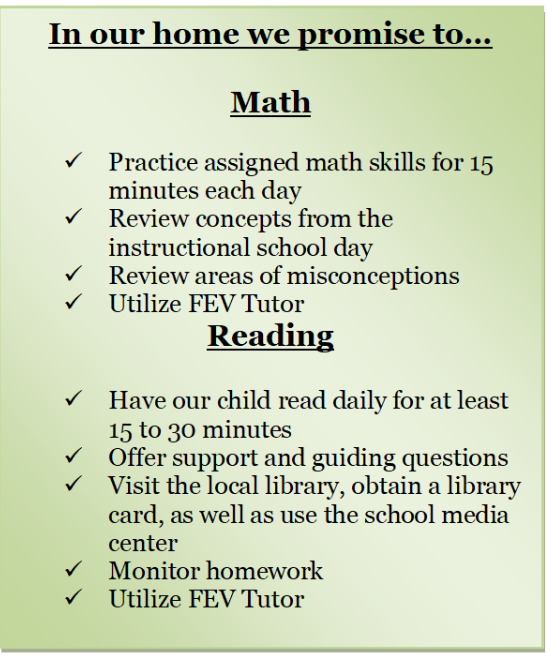 In our home we promise to...
Math
✓ Practice assigned math skills for 15
minutes each day
✓ Review concepts from the
instructional school day
✓ Review areas of misconceptions
✓ Utilize FEV Tutor
Reading
✓ Have our child read daily for at least
15 to 30 minutes
✓ Offer support and guiding questions
✓ Visit the local library, obtain a library
card, as well as use the school media
center
✓ Monitor homework
✓ Utilize FEV Tutor